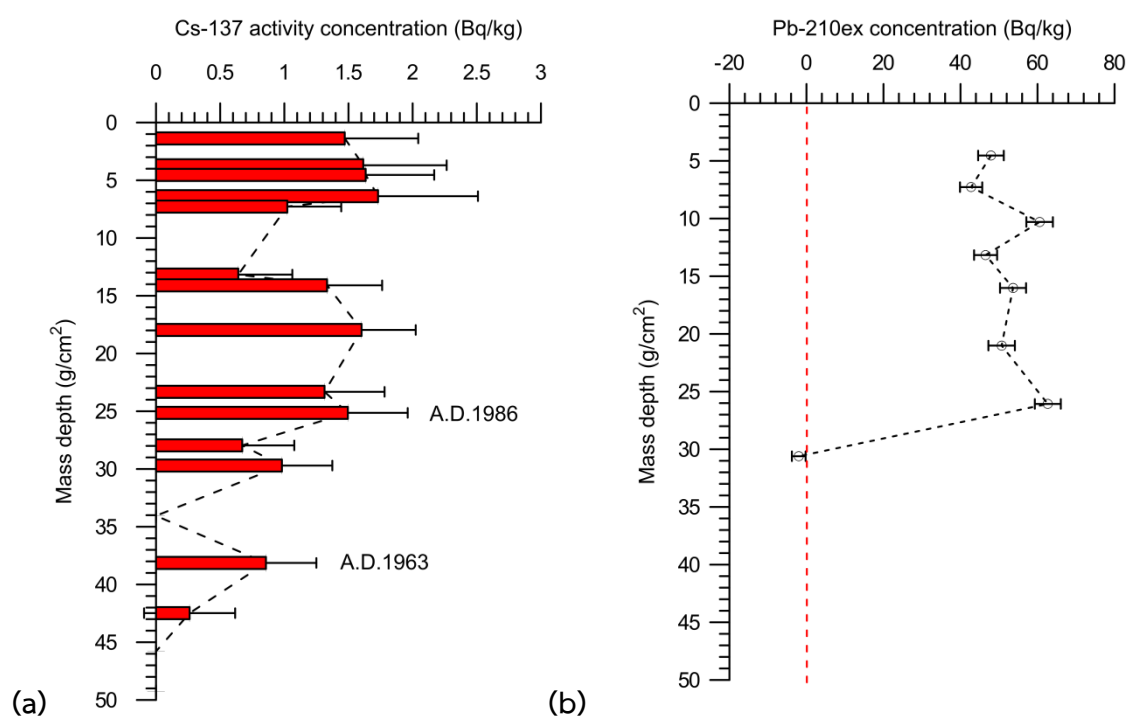 Cs-137 activity concentration (Bq/kg)
0 0.5 1 1.5 2 2.5 3
0
5
10
15
20
25
30
35
40
45
50
Mass depth (g/cm²)
A.D.1986
A.D.1963
(a)
Pb-210ex concentration (Bq/kg)
-20 0 20 40 60 80
0
5
10
15
20
25
30
35
40
45
50
Mass depth (g/cm²)
(b)